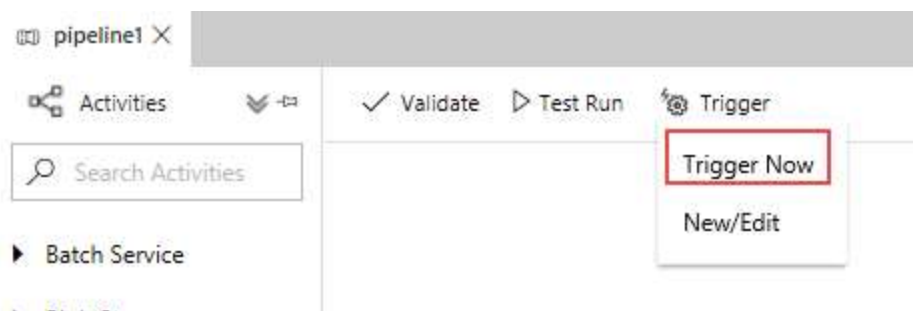 pipeline1
Activities
Validate
Test Run
Trigger
Search Activities
Trigger Now
New/Edit
Batch Service